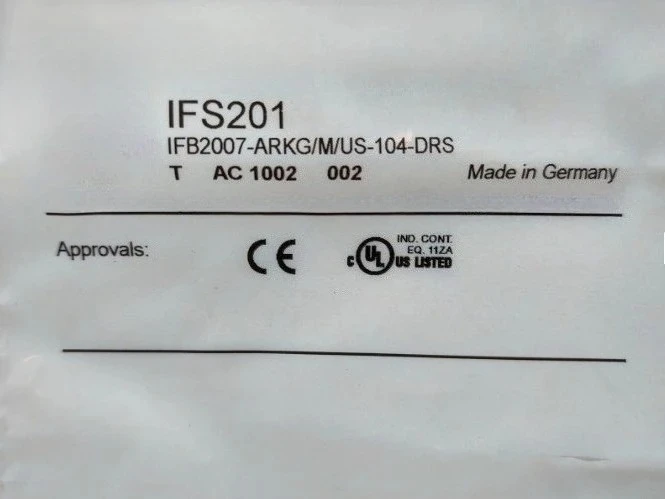 IFS201
IFB2007-ARKG/M/US-104-DRS
T AC 1002 002 Made in Germany
Approvals: CE
IND. CONT.
EQ. 11ZA
C UL US LISTED